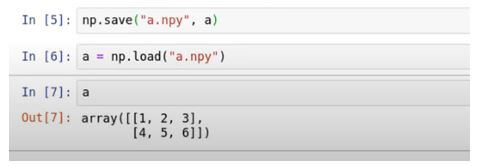 In [5]: np.save("a.npy", a)
In [6]: a = np.load("a.npy")
In [7]: a
Out[7]: array([[1, 2, 3],
[4, 5, 6]])